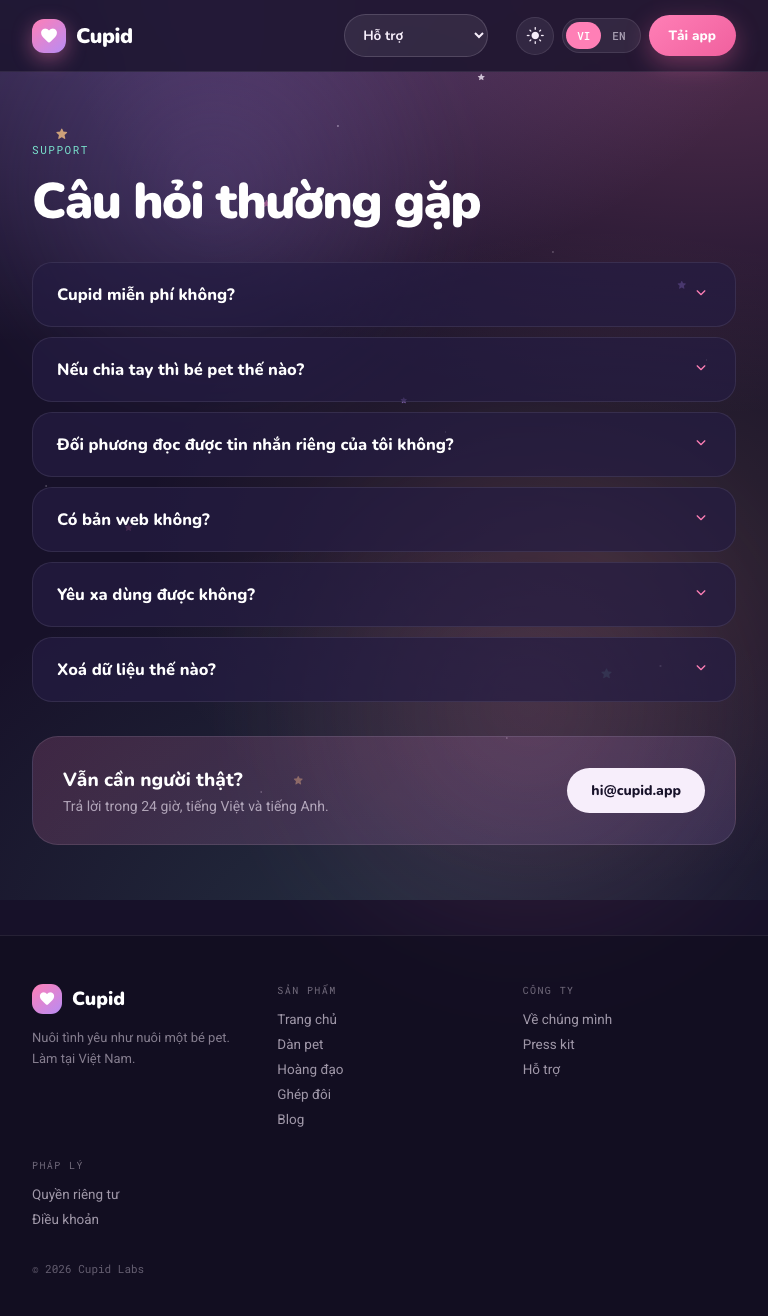 Cupid
Hỗ trợ
VI
EN
Tải app
SUPPORT
Câu hỏi thường gặp
Cupid miễn phí không?
Nếu chia tay thì bé pet thế nào?
Đối phương đọc được tin nhắn riêng của tôi không?
Có bản web không?
Yêu xa dùng được không?
Xoá dữ liệu thế nào?
Vẫn cần người thật?
Trả lời trong 24 giờ, tiếng Việt và tiếng Anh.
hi@cupid.app
Cupid
Nuôi tình yêu như nuôi một bé pet.
Làm tại Việt Nam.
SẢN PHẨM
Trang chủ
Dàn pet
Hoàng đạo
Ghép đôi
Blog
CÔNG TY
Về chúng mình
Press kit
Hỗ trợ
PHÁP LÝ
Quyền riêng tư
Điều khoản
© 2026 Cupid Labs